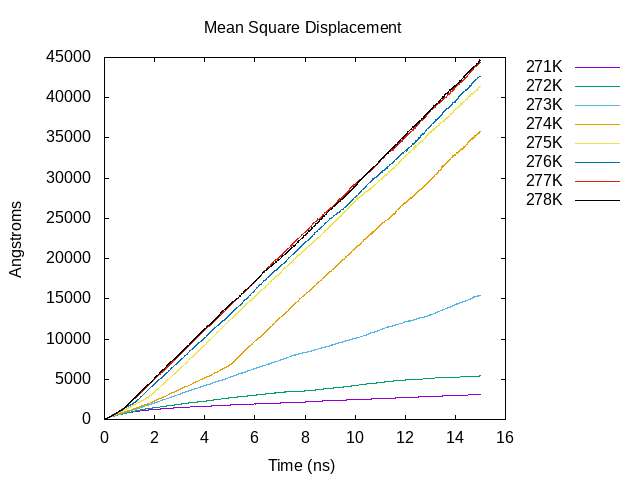 Mean Square Displacement
45000
40000
35000
30000
25000
20000
15000
10000
5000
0
Angstroms
0 2 4 6 8 10 12 14 16
Time (ns)
271K
272K
273K
274K
275K
276K
277K
278K